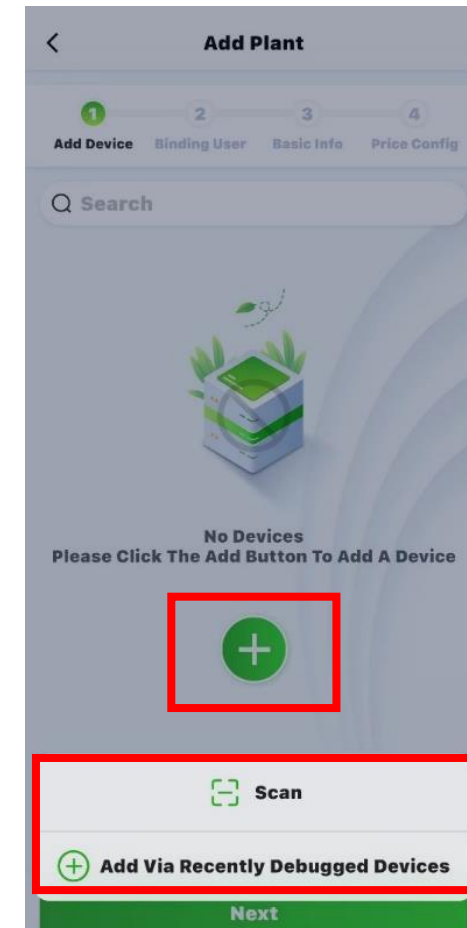 Add Plant
1 2 3 4
Add Device Binding User Basic Info Price Config
Search
No Devices
Please Click The Add Button To Add A Device
Scan
Add Via Recently Debugged Devices
Next